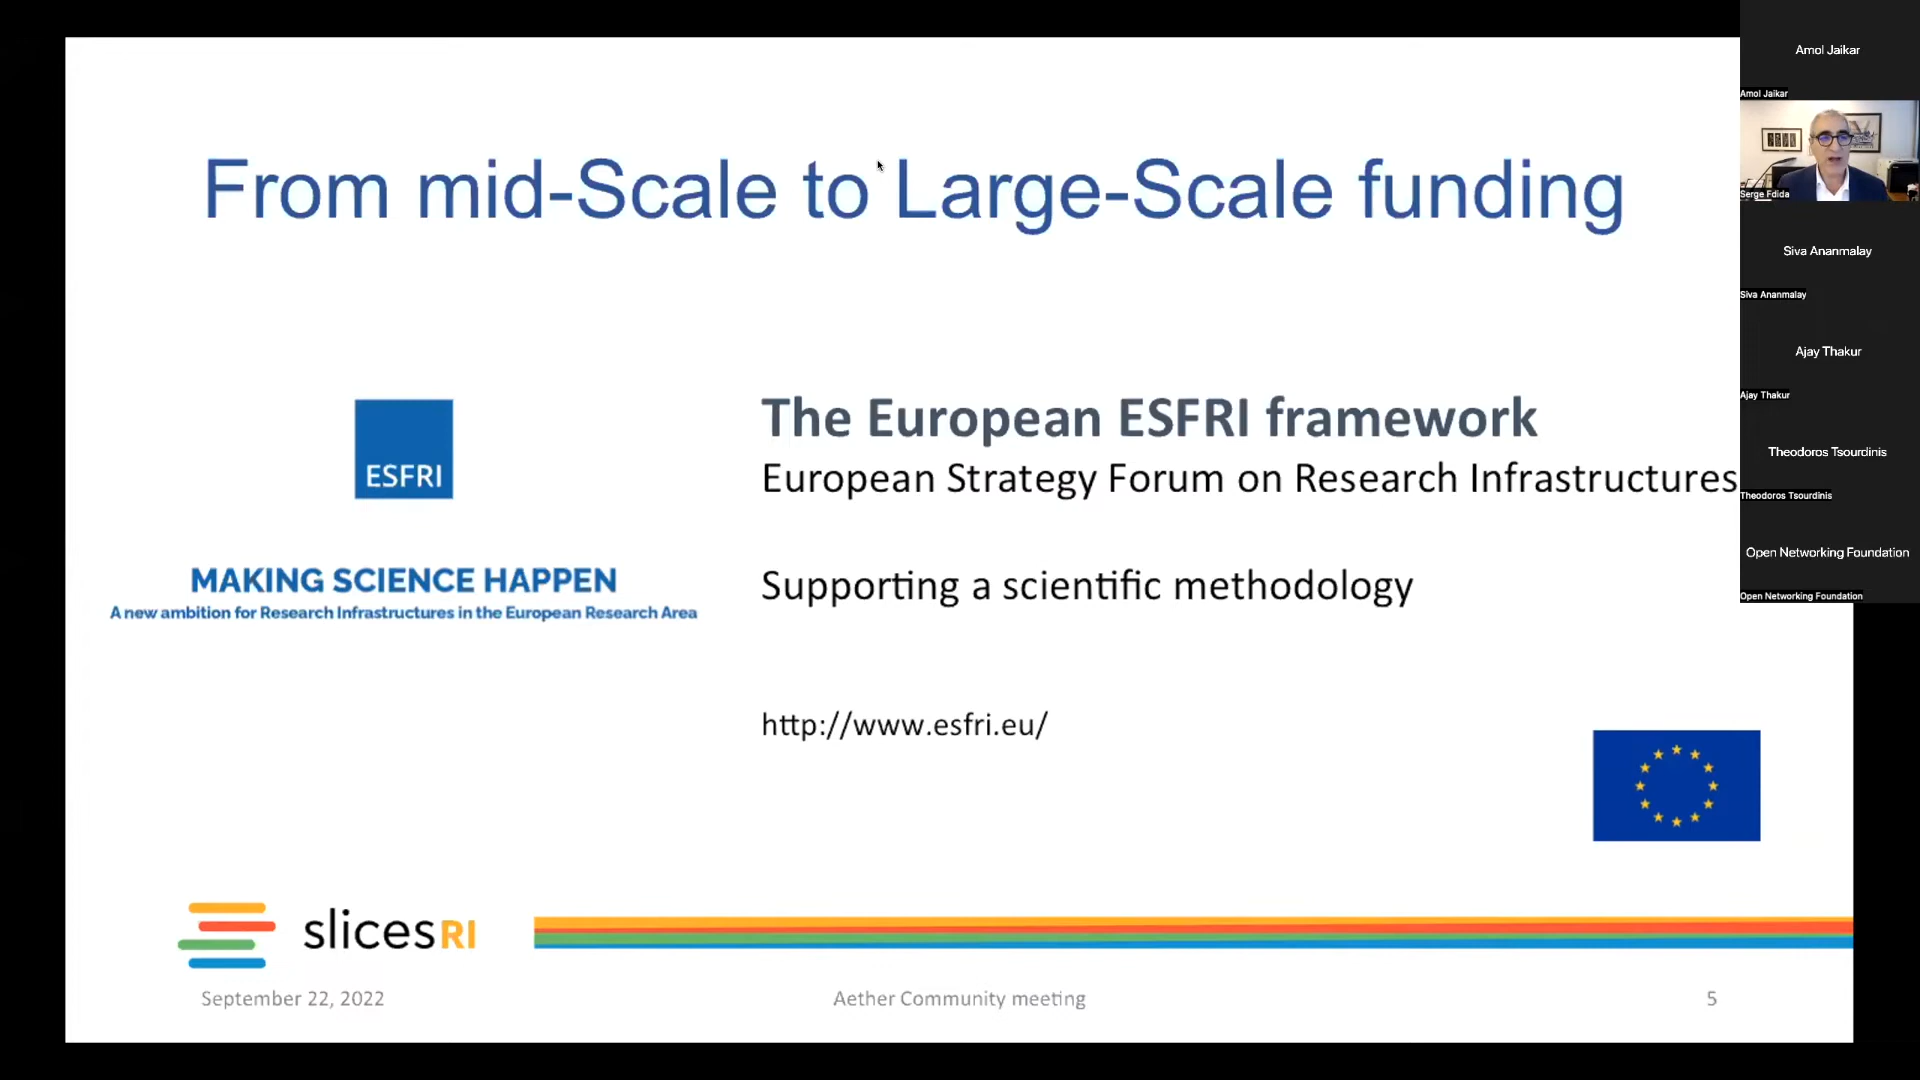 From mid-Scale to Large-Scale funding
ESFRI
MAKING SCIENCE HAPPEN
A new ambition for Research Infrastructures in the European Research Area
The European ESFRI framework
European Strategy Forum on Research Infrastructures
Supporting a scientific methodology
http://www.esfri.eu/
slicesRI
September 22, 2022
Aether Community meeting
5
Amol Jaikar
Amol Jaikar
Serge Fdida
Siva Ananmalay
Siva Ananmalay
Ajay Thakur
Ajay Thakur
Theodoros Tsourdinis
Theodoros Tsourdinis
Open Networking Foundation
Open Networking Foundation